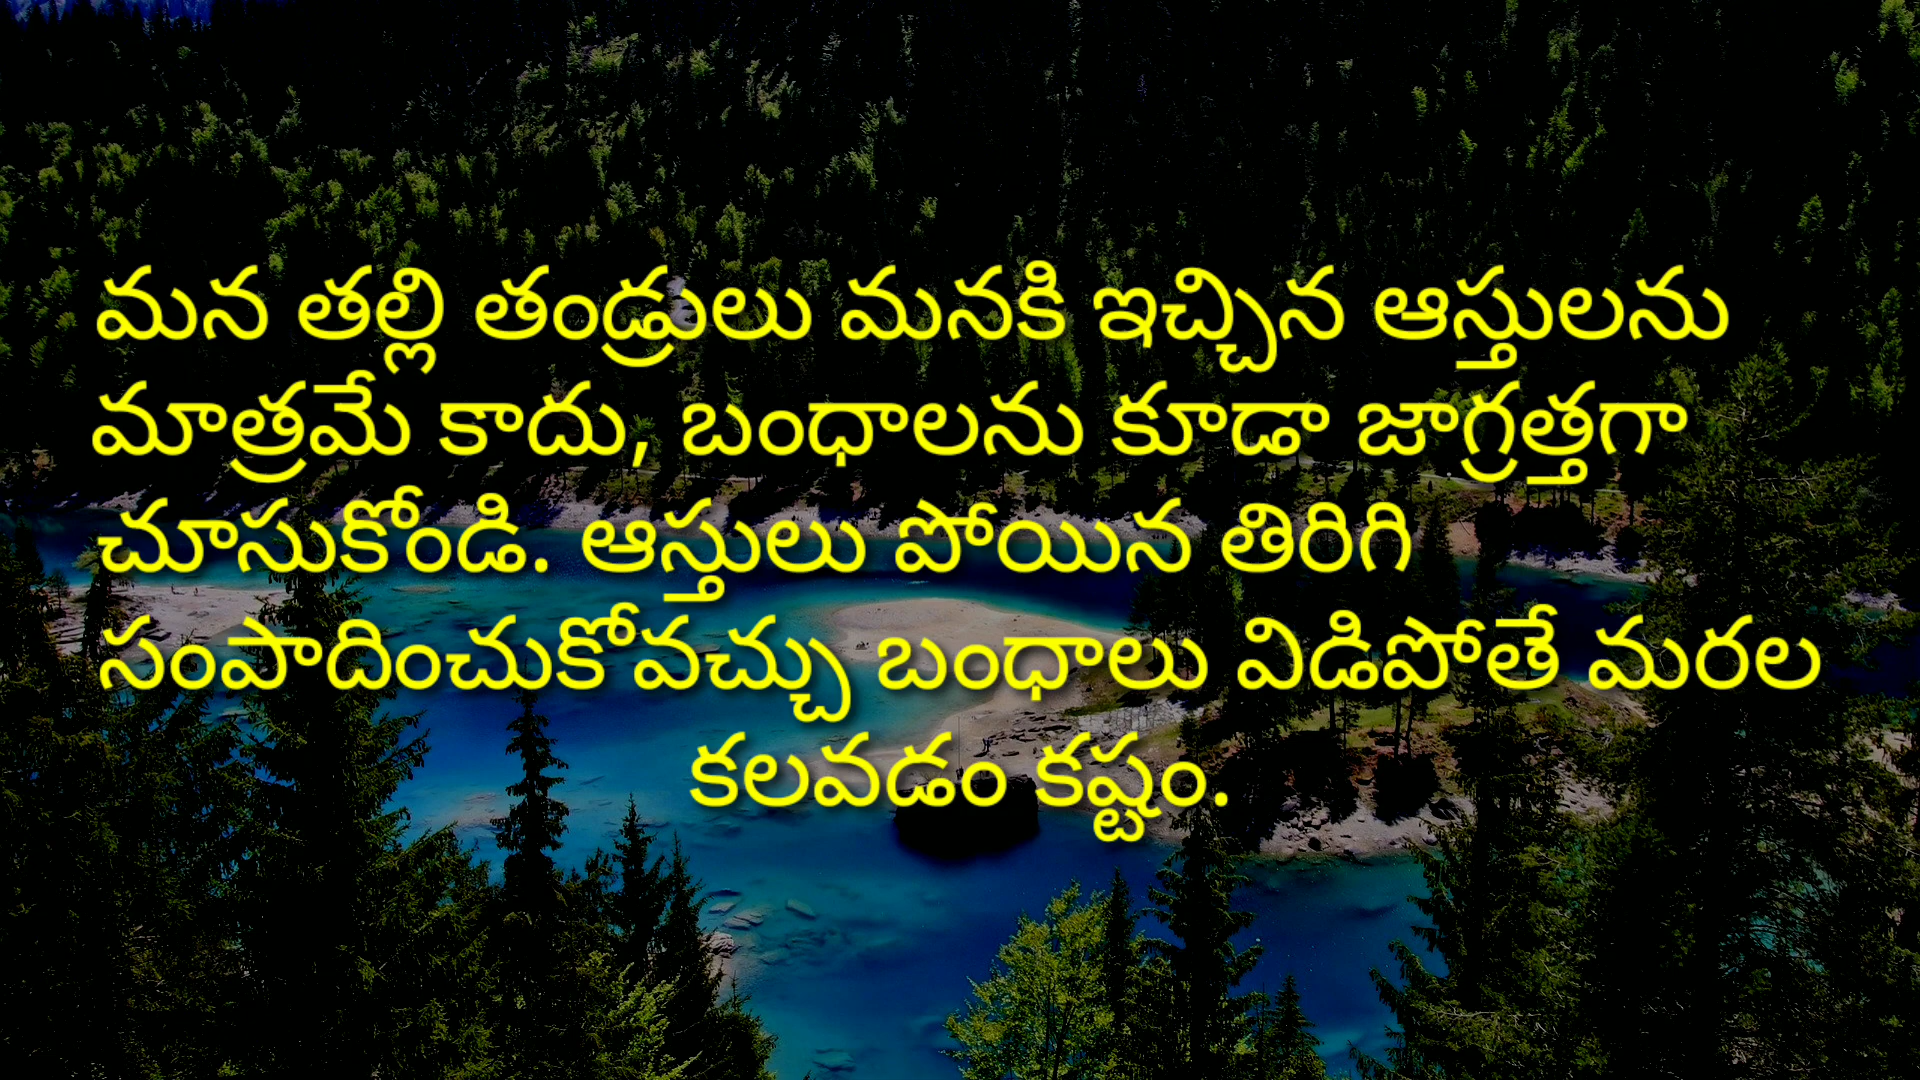 మన తల్లి తండ్రులు మనకి ఇచ్చిన ఆస్తులను
మాత్రమే కాదు, బంధాలను కూడా జాగ్రత్తగా
చూసుకోండి. ఆస్తులు పోయిన తిరిగి
సంపాదించుకోవచ్చు బంధాలు విడిపోతే మరల
కలవడం కష్టం.